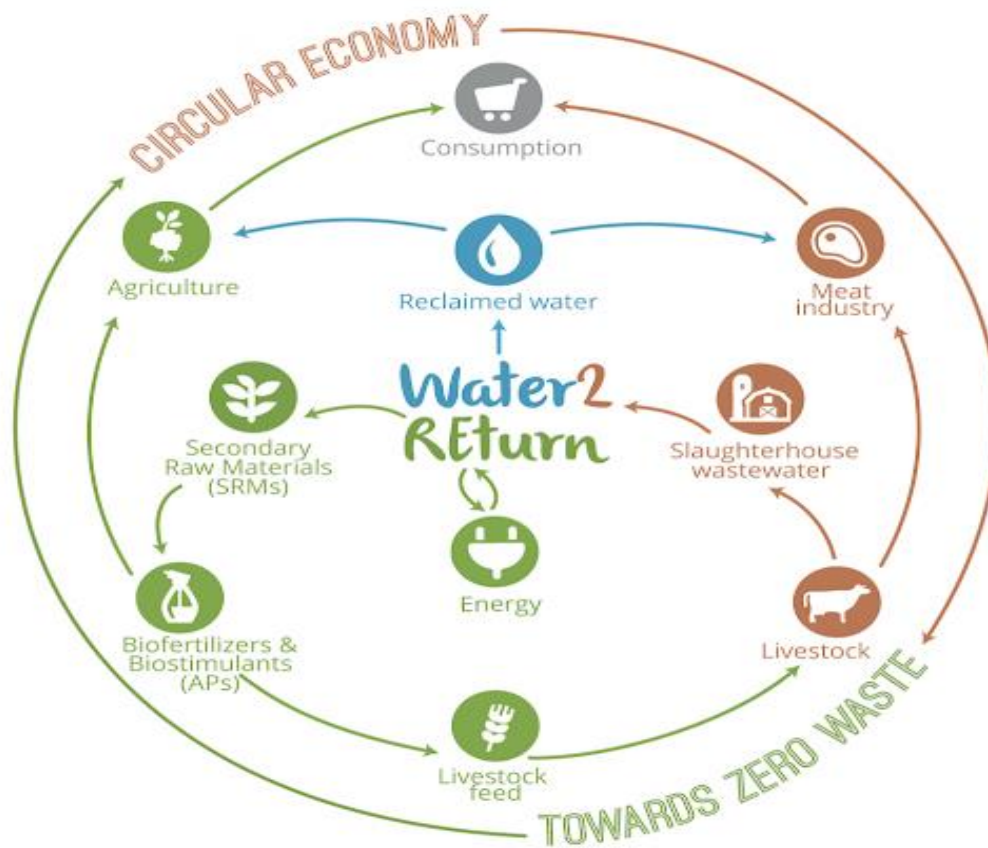 CIRCULAR ECONOMY
Consumption
Agriculture
Reclaimed water
Meat
industry
Water2
REturn
Secondary
Raw Materials
(SRMs)
Slaughterhouse
wastewater
Energy
Biofertilizers &
Biostimulants
(APs)
Livestock
Livestock
feed
TOWARDS ZERO WASTE